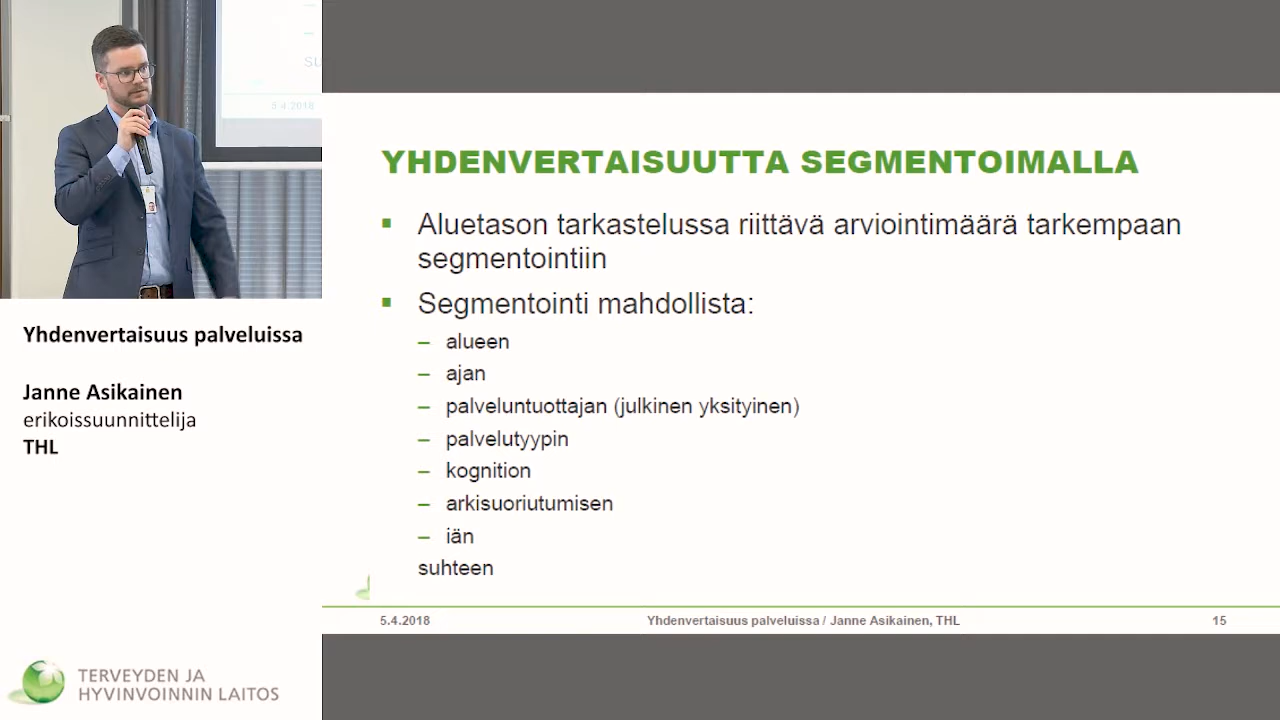 SU
5.4.2018
Yhdenvertaisuus palveluissa
Janne Asikainen
erikoissuunnittelija
THL
TERVEYDEN JA
HYVINVOINNIN LAITOS
YHDENVERTAISUUTTA SEGMENTOIMALLA
▪ Aluetason tarkastelussa riittävä arviointimäärä tarkempaan
segmentointiin
▪ Segmentointi mahdollista:
– alueen
– ajan
– palveluntuottajan (julkinen yksityinen)
– palvelutyypin
– kognition
– arkisuoriutumisen
– iän
suhteen
5.4.2018
Yhdenvertaisuus palveluissa / Janne Asikainen, THL
15